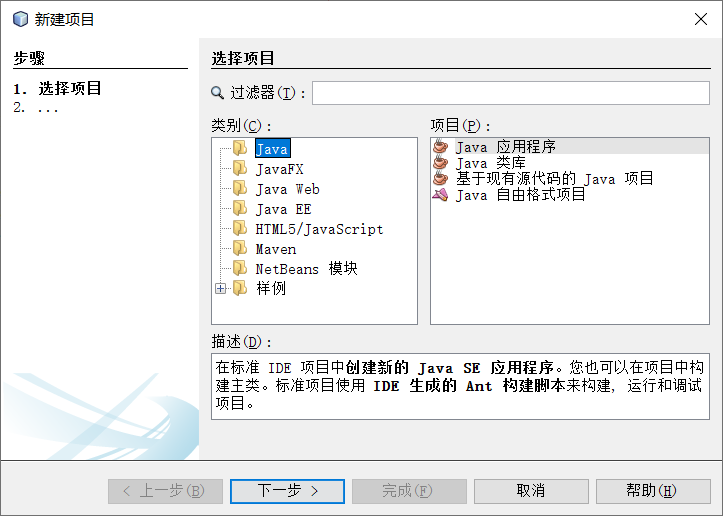 新建项目
步骤
1. 选择项目
2. ...
选择项目
过滤器(T)：
类别(C)：
Java
JavaFX
Java Web
Java EE
HTML5/JavaScript
Maven
NetBeans 模块
样例
项目(P)：
Java 应用程序
Java 类库
基于现有源代码的 Java 项目
Java 自由格式项目
描述(D)：
在标准 IDE 项目中创建新的 Java SE 应用程序。您也可以在项目中构
建主类。标准项目使用 IDE 生成的 Ant 构建脚本来构建, 运行和调试
项目。
< 上一步(B)
下一步 >
完成(F)
取消
帮助(H)